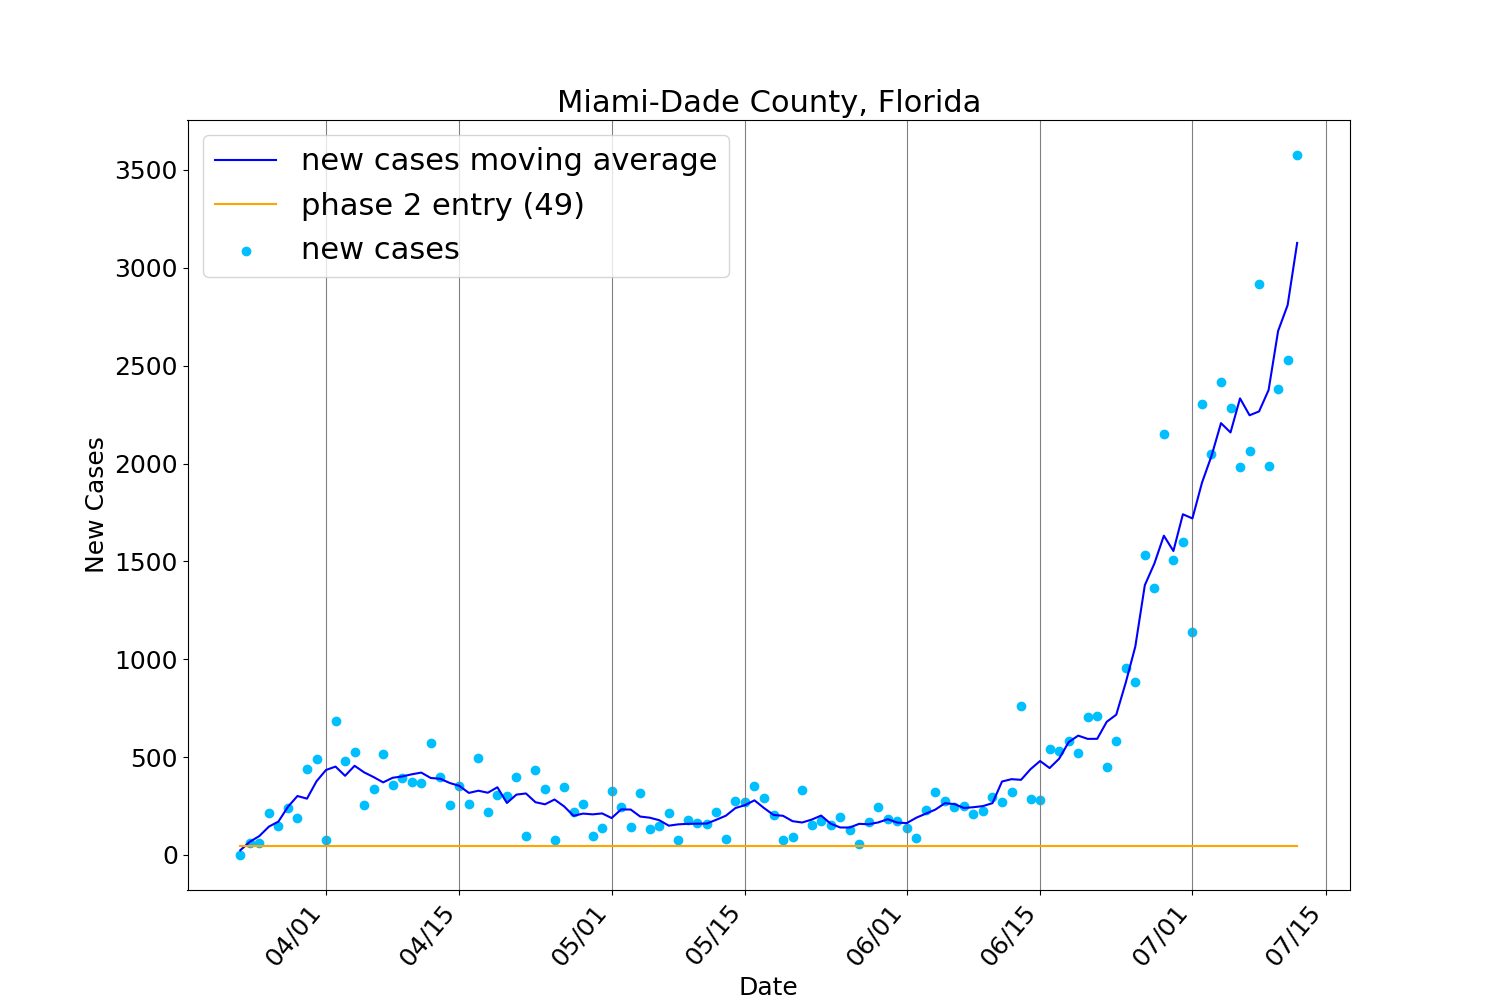 Miami-Dade County, Florida
new cases moving average
phase 2 entry (49)
new cases
3500
3000
2500
2000
1500
1000
500
0
New Cases
04/01
04/15
05/01
05/15
06/01
06/15
07/01
07/15
Date